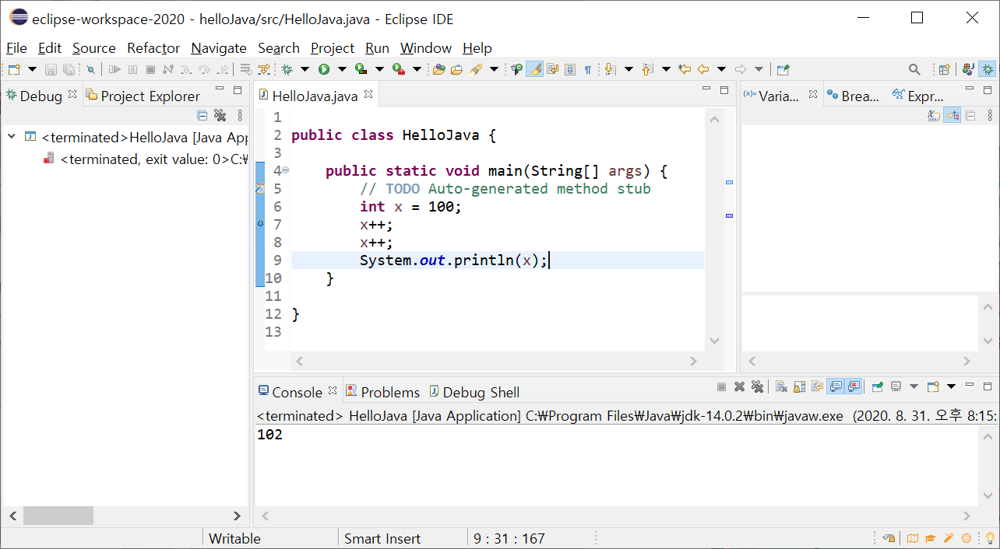 eclipse-workspace-2020 - helloJava/src/HelloJava.java - Eclipse IDE
File Edit Source Refactor Navigate Search Project Run Window Help
Debug Project Explorer
<terminated>HelloJava [Java App
<terminated, exit value: 0>C:₩
HelloJava.java
1
2 public class HelloJava {
3
4 public static void main(String[] args) {
5 // TODO Auto-generated method stub
6 int x = 100;
7 x++;
8 x++;
9 System.out.println(x);
10 }
11
12 }
13
(x)= Varia... Brea... Expr...
Console Problems Debug Shell
<terminated> HelloJava [Java Application] C:₩Program Files₩Java₩jdk-14.0.2₩bin₩javaw.exe (2020. 8. 31. 오후 8:15:
102
Writable Smart Insert 9 : 31 : 167